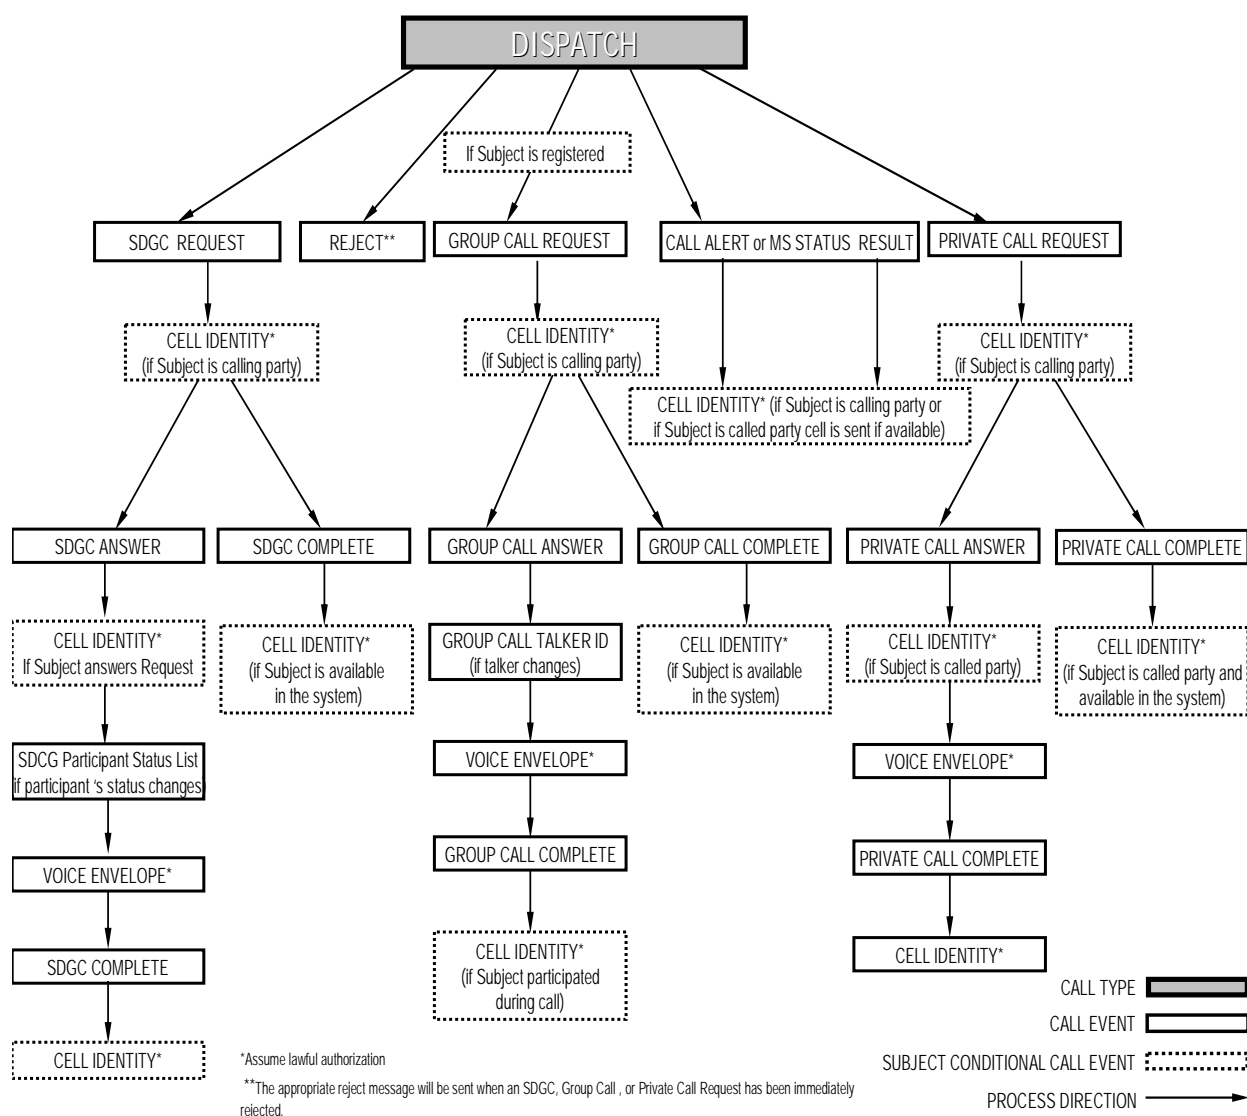 DISPATCH
If Subject is registered
SDGC REQUEST
REJECT**
GROUP CALL REQUEST
CALL ALERT or MS STATUS RESULT
PRIVATE CALL REQUEST
CELL IDENTITY*
(if Subject is calling party)
CELL IDENTITY*
(if Subject is calling party)
CELL IDENTITY*
(if Subject is calling party)
CELL IDENTITY* (if Subject is calling party or
if Subject is called party cell is sent if available)
SDGC ANSWER
SDGC COMPLETE
GROUP CALL ANSWER
GROUP CALL COMPLETE
PRIVATE CALL ANSWER
PRIVATE CALL COMPLETE
CELL IDENTITY*
If Subject answers Request
CELL IDENTITY*
(if Subject is available
in the system)
GROUP CALL TALKER ID
(if talker changes)
CELL IDENTITY*
(if Subject is available
in the system)
CELL IDENTITY*
(if Subject is called party)
CELL IDENTITY*
(if Subject is called party and
available in the system)
SDCG Participant Status List
if participant 's status changes)
VOICE ENVELOPE*
VOICE ENVELOPE*
VOICE ENVELOPE*
GROUP CALL COMPLETE
PRIVATE CALL COMPLETE
SDGC COMPLETE
CELL IDENTITY*
(if Subject participated
during call)
CELL IDENTITY*
CELL IDENTITY*
CALL TYPE
CALL EVENT
SUBJECT CONDITIONAL CALL EVENT
PROCESS DIRECTION
*Assume lawful authorization
**The appropriate reject message will be sent when an SDGC, Group Call , or Private Call Request has been immediately
rejected.